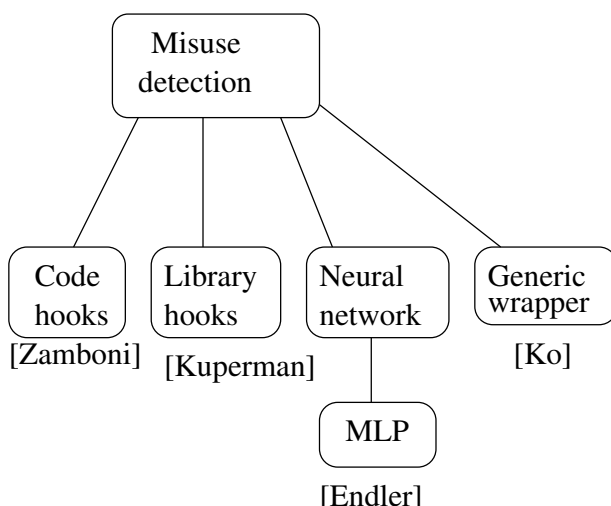 Misuse
detection
Code
hooks
[Zamboni]
Library
hooks
[Kuperman]
Neural
network
Generic
wrapper
[Ko]
MLP
[Endler]